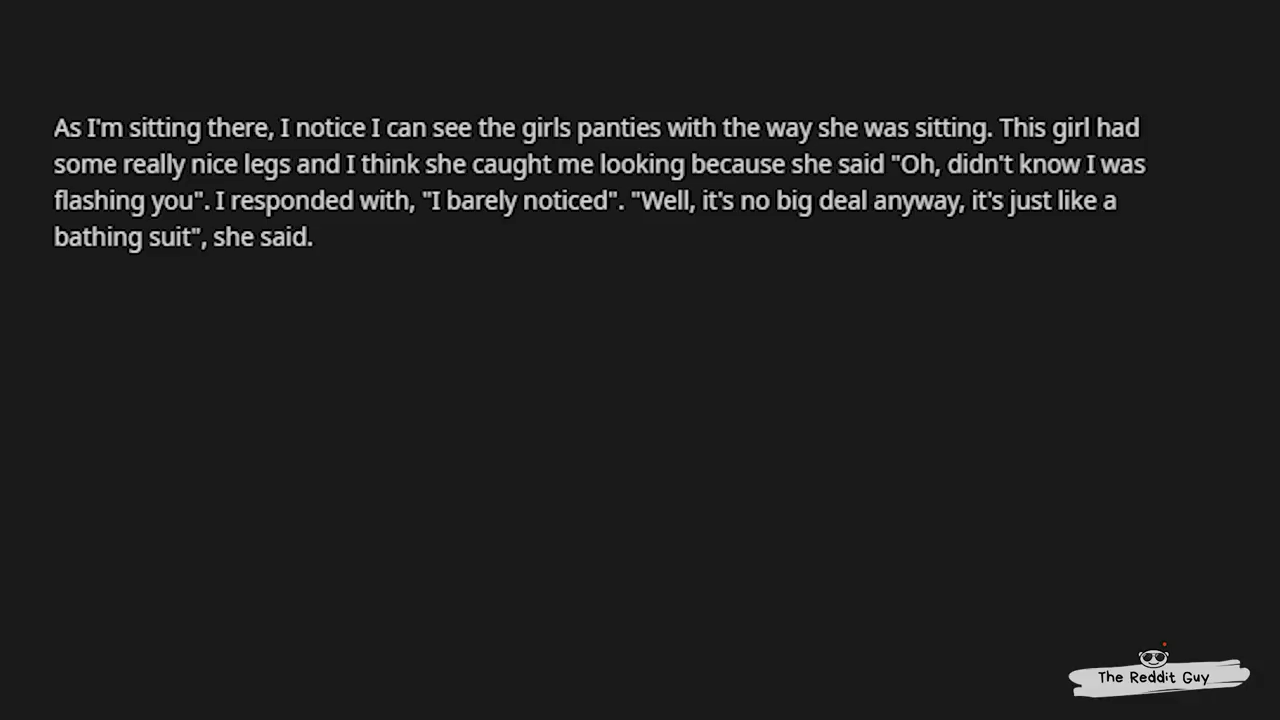 As I'm sitting there, I notice I can see the girls panties with the way she was sitting. This girl had
some really nice legs and I think she caught me looking because she said "Oh, didn't know I was
flashing you". I responded with, "I barely noticed". "Well, it's no big deal anyway, it's just like a
bathing suit", she said.
The Reddit Guy